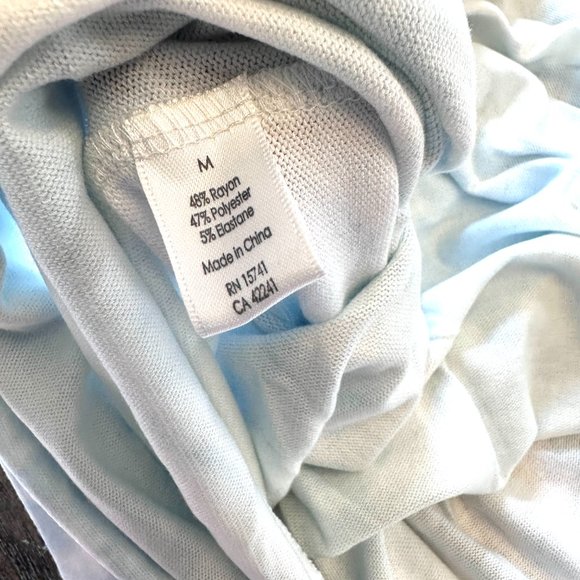 M
48% Rayon
47% Polyester
5% Elastane
Made in China
RN 15741
CA 42241